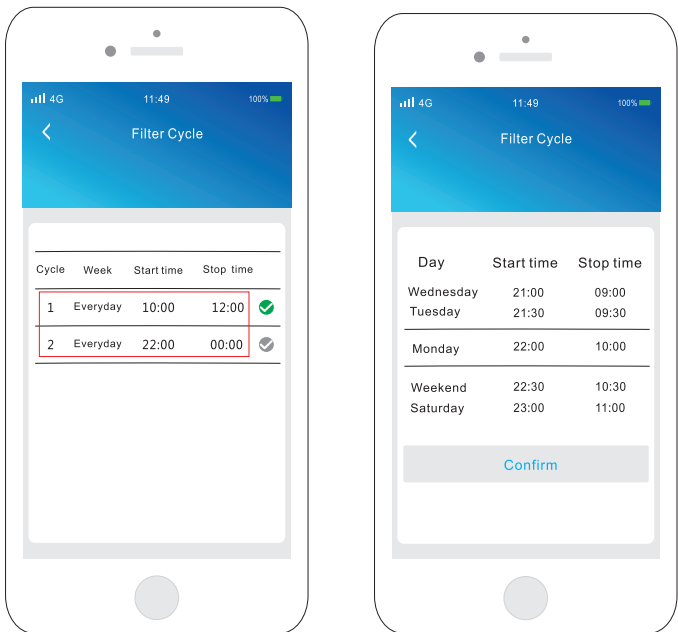 4G 11:49 100%
Filter Cycle
Cycle Week Start time Stop time
1 Everyday 10:00 12:00
2 Everyday 22:00 00:00
4G 11:49 100%
Filter Cycle
Day Start time Stop time
Wednesday 21:00 09:00
Tuesday 21:30 09:30
Monday 22:00 10:00
Weekend 22:30 10:30
Saturday 23:00 11:00
Confirm